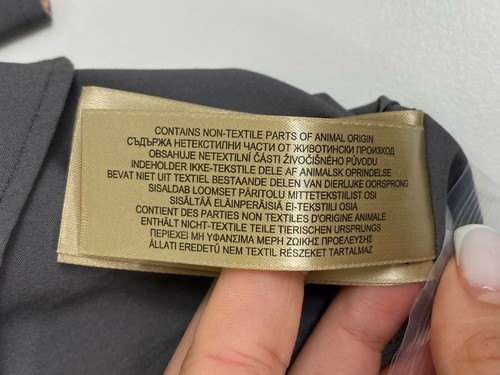 CONTAINS NON-TEXTILE PARTS OF ANIMAL ORIGIN
СЪДЪРЖА НЕТЕКСТИЛНИ ЧАСТИ ОТ ЖИВОТИНСКИ ПРОИЗХОД
OBSAHUJE NETEXTILNÍ ČÁSTI ŽIVOČIŠNÉHO PŮVODU
INDEHOLDER IKKE-TEKSTILE DELE AF ANIMALSK OPRINDELSE
BEVAT NIET UIT TEXTIEL BESTAANDE DELEN VAN DIERLIJKE OORSPRONG
SISALDAB LOOMSET PÄRITOLU MITTETEKSTIILIST OSI
SISÄLTÄÄ ELÄINPERÄISIÄ EI-TEKSTIILI OSIA
CONTIENT DES PARTIES NON TEXTILES D'ORIGINE ANIMALE
ENTHÄLT NICHT-TEXTILE TEILE TIERISCHEN URSPRUNGS
ΠΕΡΙΕΧΕΙ ΜΗ ΥΦΑΝΣΙΜΑ ΜΕΡΗ ΖΩΙΚΗΣ ΠΡΟΕΛΕΥΣΗΣ
ÁLLATI EREDETŰ NEM TEXTIL RÉSZEKET TARTALMAZ